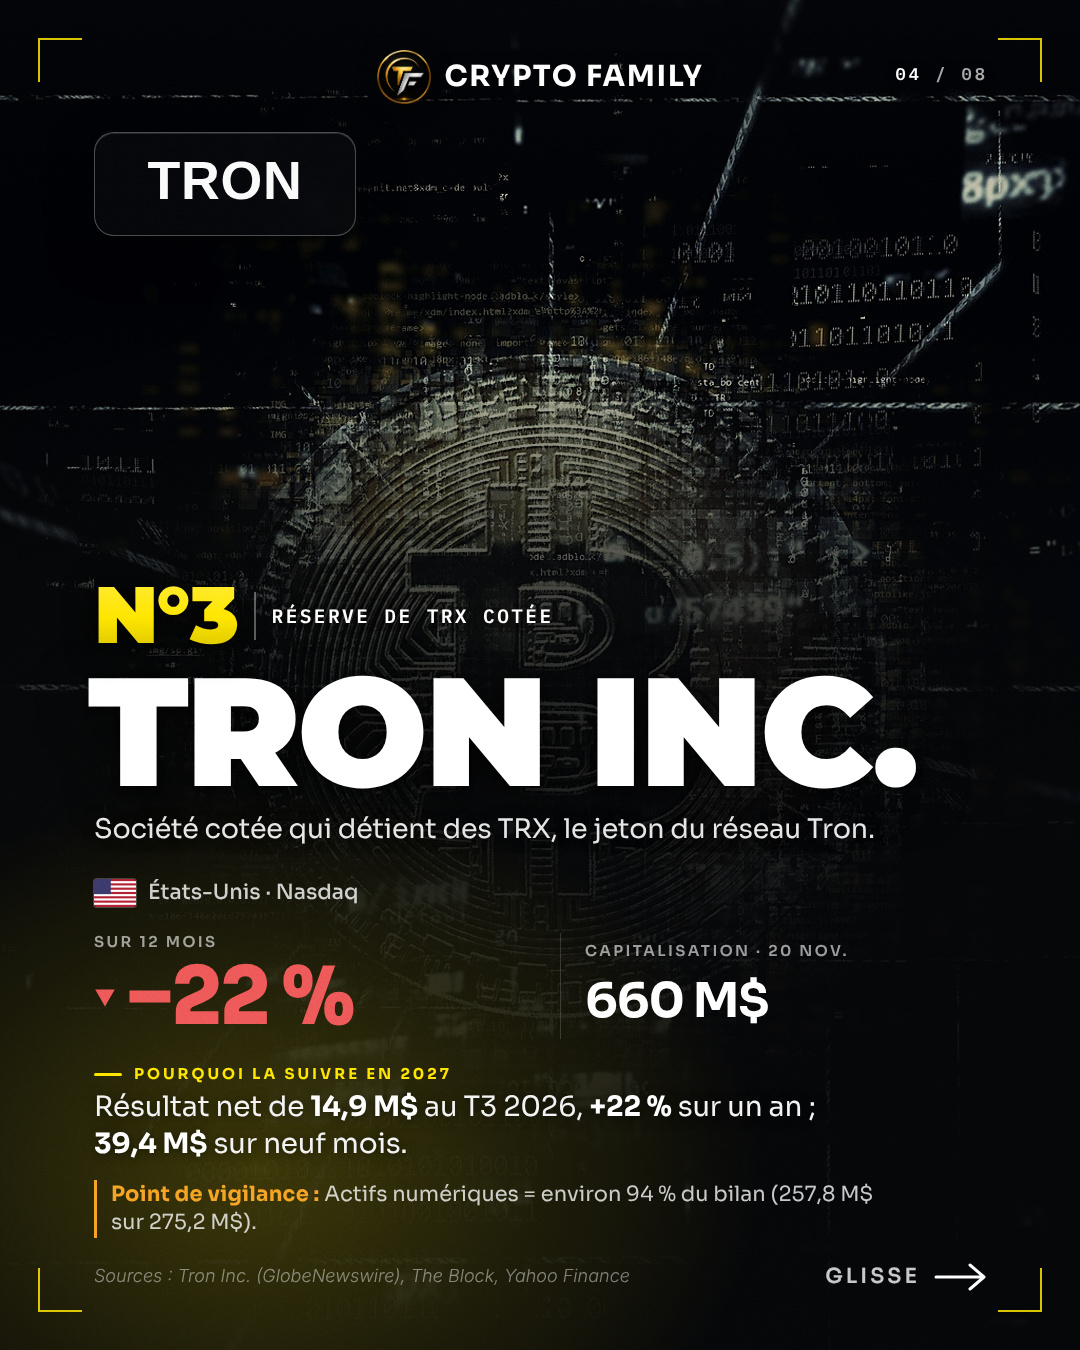 CRYPTO FAMILY
04 / 08
TRON
N°3
RÉSERVE DE TRX COTÉE
TRON INC.
Société cotée qui détient des TRX, le jeton du réseau Tron.
États-Unis · Nasdaq
SUR 12 MOIS
▼ −22 %
CAPITALISATION · 20 NOV.
660 M$
POURQUOI LA SUIVRE EN 2027
Résultat net de 14,9 M$ au T3 2026, +22 % sur un an ;
39,4 M$ sur neuf mois.
Point de vigilance : Actifs numériques = environ 94 % du bilan (257,8 M$
sur 275,2 M$).
Sources : Tron Inc. (GlobeNewswire), The Block, Yahoo Finance
GLISSE →